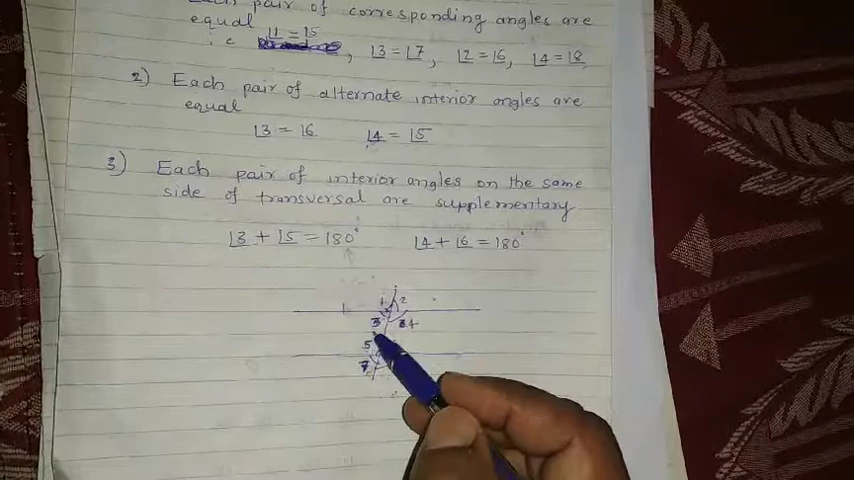 Each pair of corresponding angles are
equal ∠1 = ∠5
i.e , ∠3 = ∠7, ∠2 = ∠6, ∠4 = ∠8
2) Each pair of alternate interior angles are
equal
∠3 = ∠6 ∠4 = ∠5
3) Each pair of interior angles on the same
side of transversal are supplementary
∠3 + ∠5 = 180° ∠4 + ∠6 = 180°
1 2
3 4
5
7